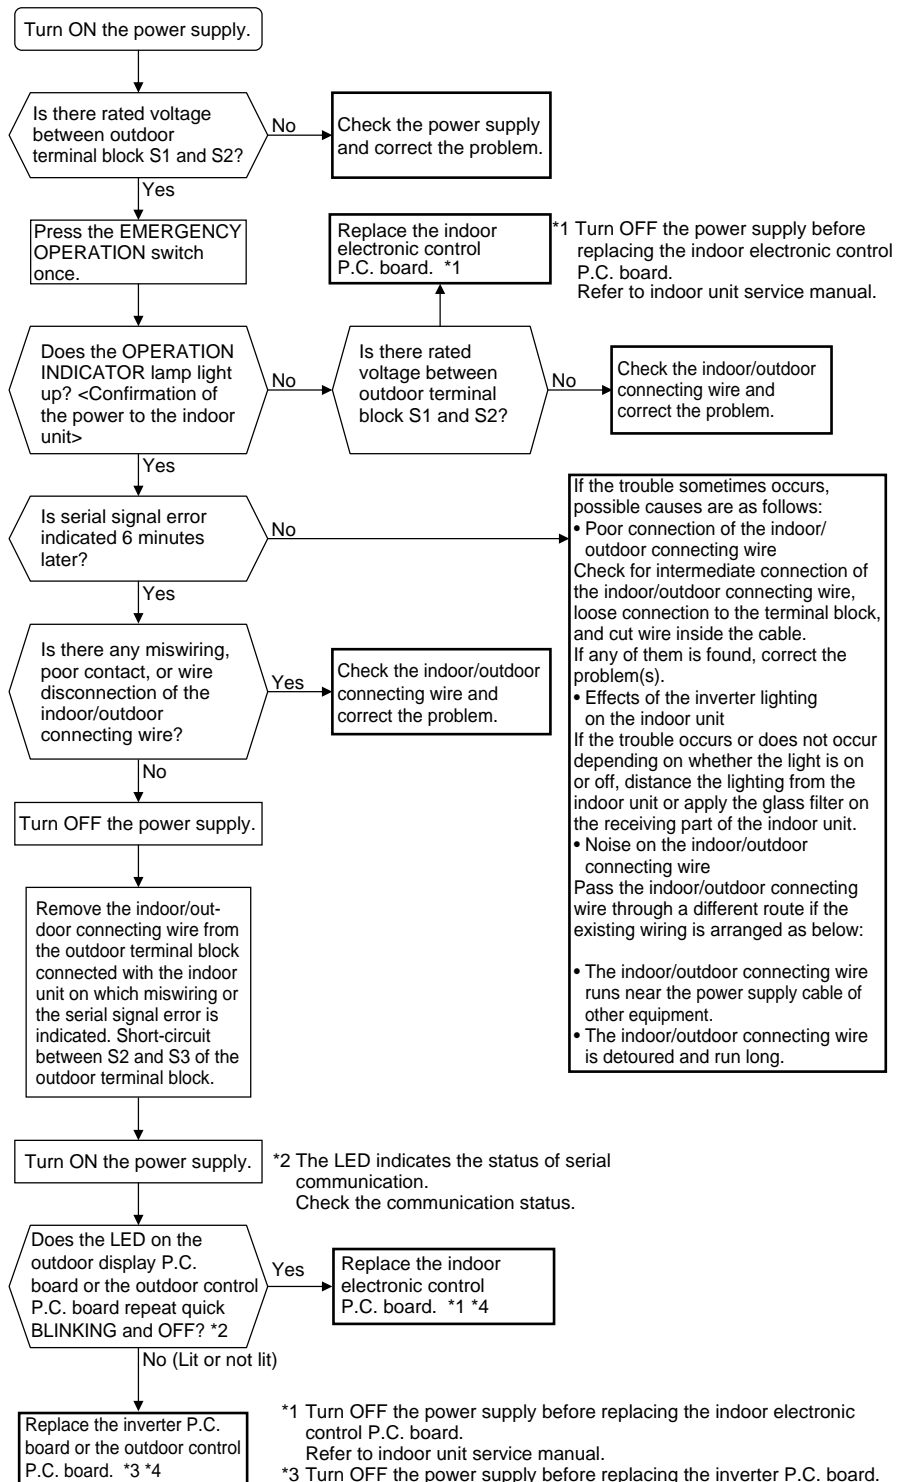 Turn ON the power supply.
Is there rated voltage
between outdoor
terminal block S1 and S2?
No
Check the power supply
and correct the problem.
Yes
Press the EMERGENCY
OPERATION switch
once.
Replace the indoor
electronic control
P.C. board. *1
*1 Turn OFF the power supply before
replacing the indoor electronic control
P.C. board.
Refer to indoor unit service manual.
Does the OPERATION
INDICATOR lamp light
up? <Confirmation of
the power to the indoor
unit>
No
Is there rated
voltage between
outdoor terminal
block S1 and S2?
No
Check the indoor/outdoor
connecting wire and
correct the problem.
Yes
Is serial signal error
indicated 6 minutes
later?
No
If the trouble sometimes occurs,
possible causes are as follows:
• Poor connection of the indoor/
outdoor connecting wire
Check for intermediate connection of
the indoor/outdoor connecting wire,
loose connection to the terminal block,
and cut wire inside the cable.
If any of them is found, correct the
problem(s).
• Effects of the inverter lighting
on the indoor unit
If the trouble occurs or does not occur
depending on whether the light is on
or off, distance the lighting from the
indoor unit or apply the glass filter on
the receiving part of the indoor unit.
• Noise on the indoor/outdoor
connecting wire
Pass the indoor/outdoor connecting
wire through a different route if the
existing wiring is arranged as below:
• The indoor/outdoor connecting wire
runs near the power supply cable of
other equipment.
• The indoor/outdoor connecting wire
is detoured and run long.
Yes
Is there any miswiring,
poor contact, or wire
disconnection of the
indoor/outdoor
connecting wire?
Yes
Check the indoor/outdoor
connecting wire and
correct the problem.
No
Turn OFF the power supply.
Remove the indoor/out-
door connecting wire from
the outdoor terminal block
connected with the indoor
unit on which miswiring or
the serial signal error is
indicated. Short-circuit
between S2 and S3 of the
outdoor terminal block.
Turn ON the power supply.
*2 The LED indicates the status of serial
communication.
Check the communication status.
Does the LED on the
outdoor display P.C.
board or the outdoor control
P.C. board repeat quick
BLINKING and OFF? *2
Yes
Replace the indoor
electronic control
P.C. board. *1 *4
No (Lit or not lit)
Replace the inverter P.C.
board or the outdoor control
P.C. board. *3 *4
*1 Turn OFF the power supply before replacing the indoor electronic
control P.C. board.
Refer to indoor unit service manual.
*3 Turn OFF the power supply before replacing the inverter P.C. board.